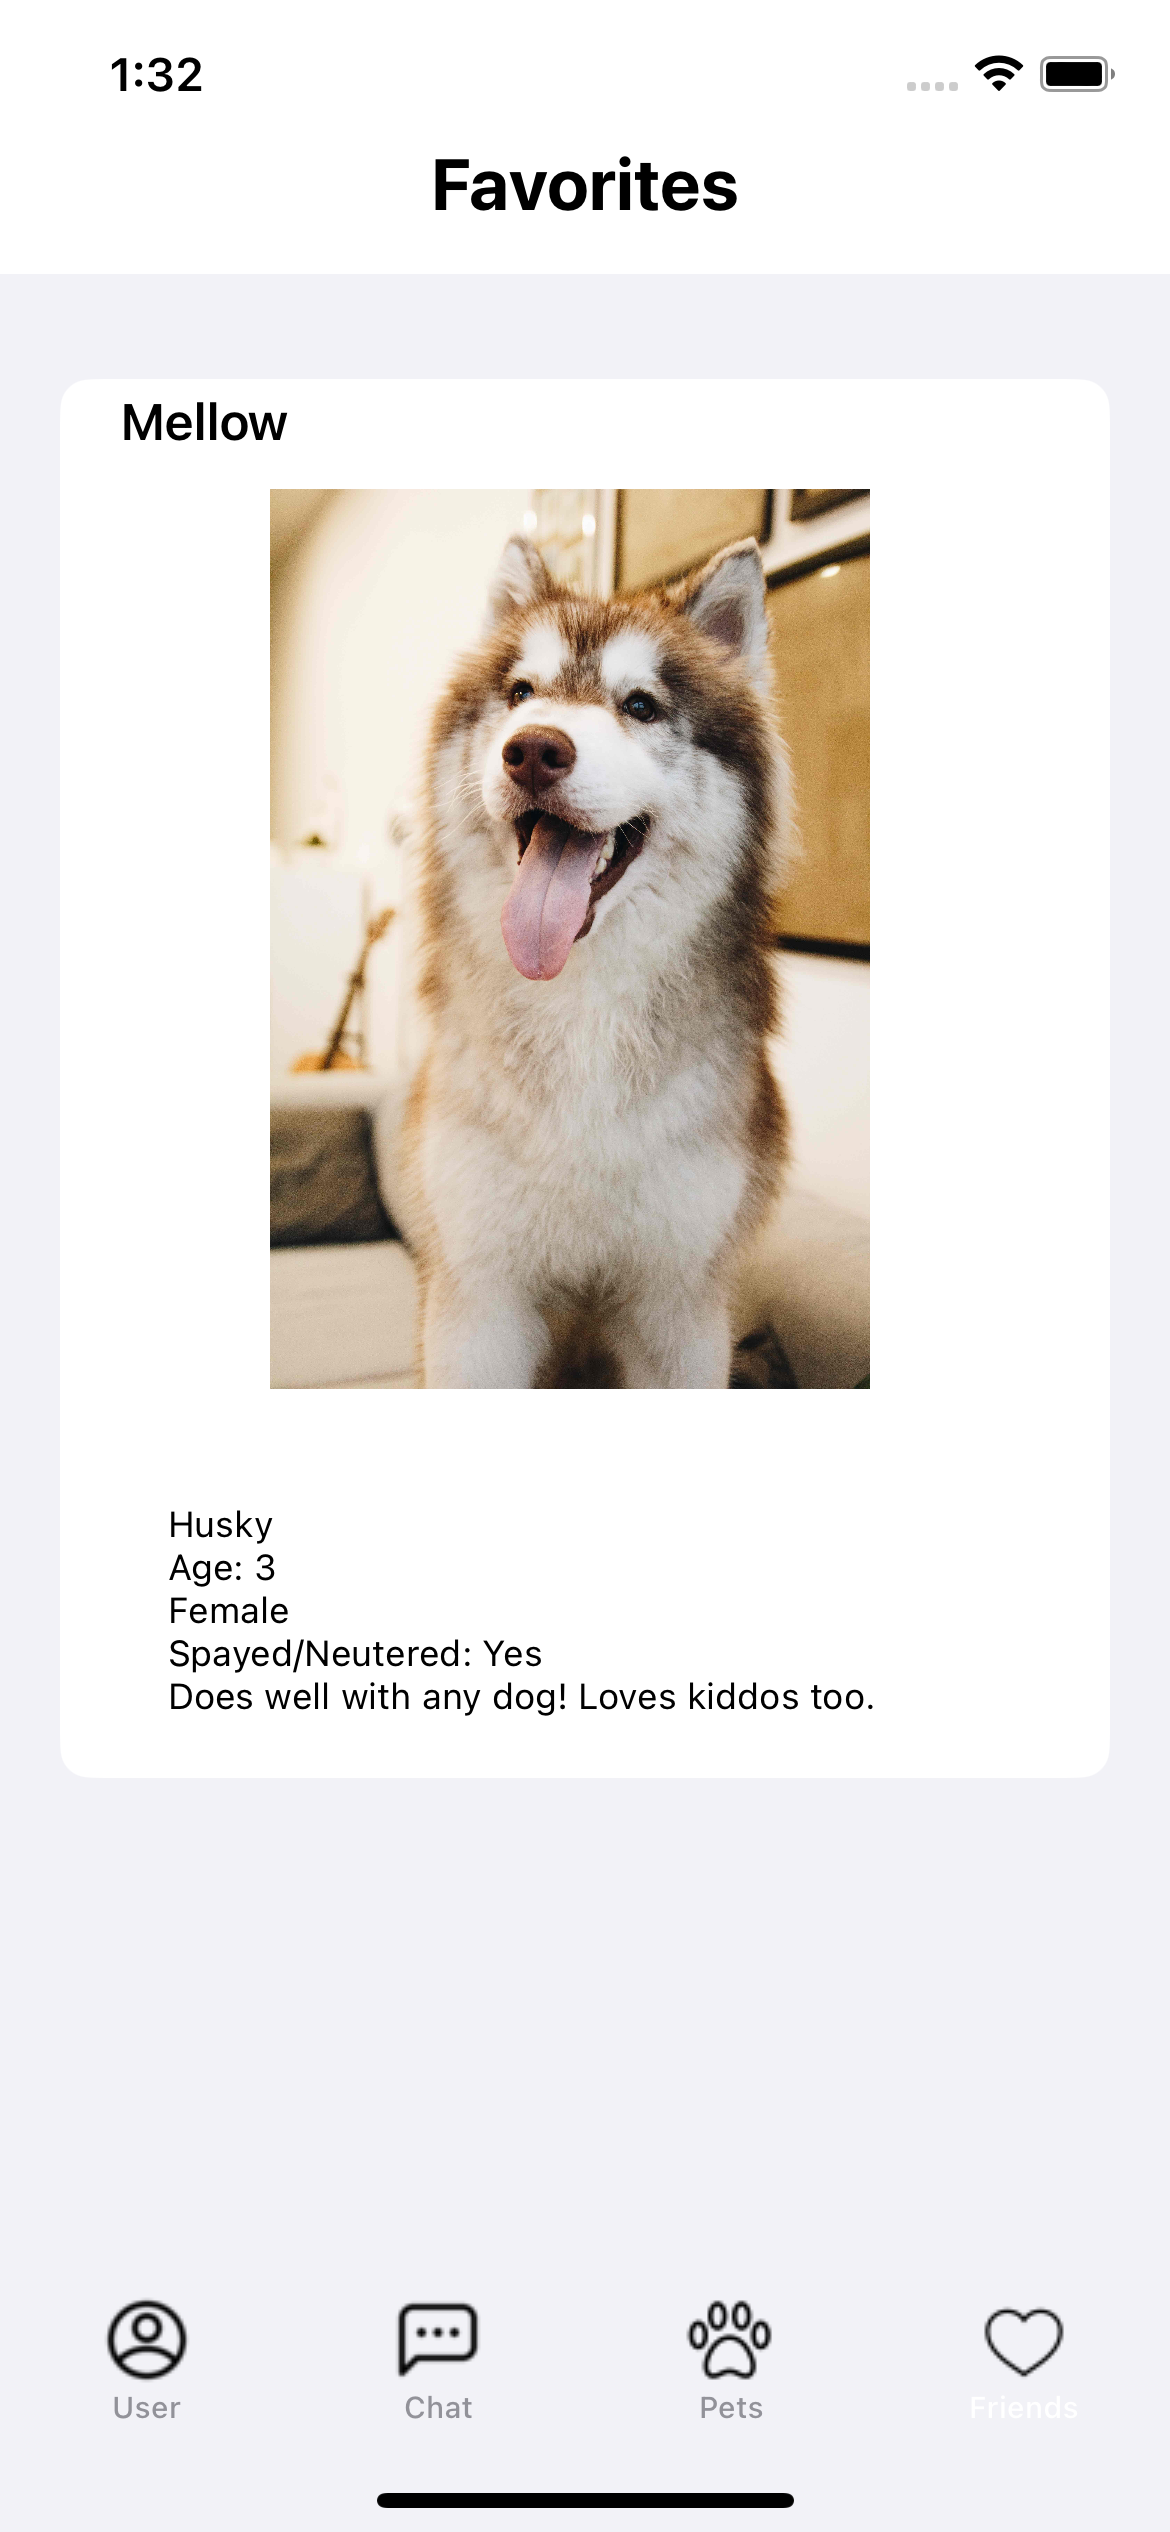 1:32
Favorites
Mellow
Husky
Age: 3
Female
Spayed/Neutered: Yes
Does well with any dog! Loves kiddos too.
User
Chat
Pets
Friends